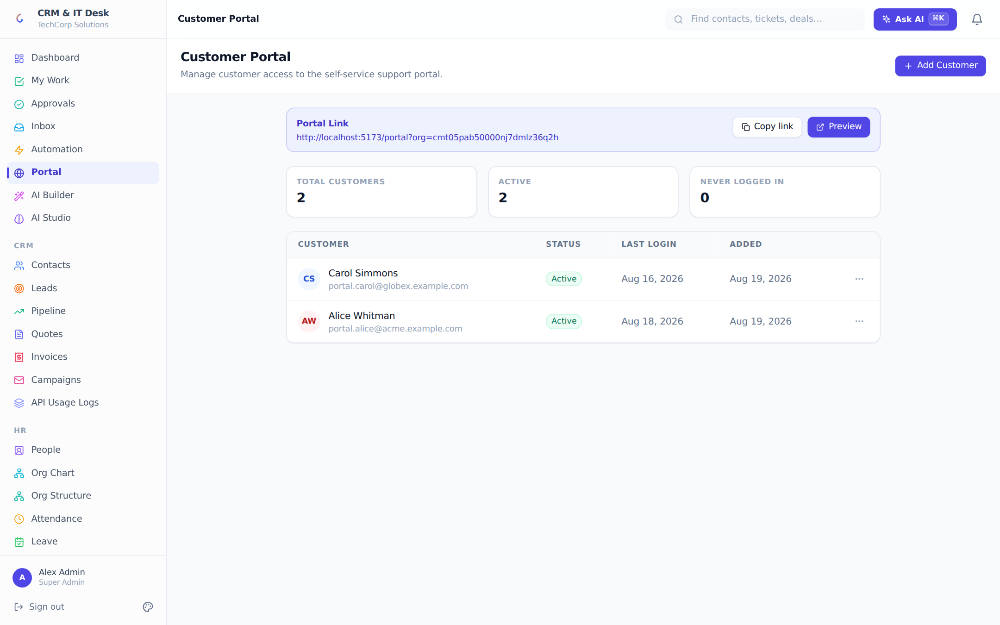 CRM & IT Desk
TechCorp Solutions
Dashboard
My Work
Approvals
Inbox
Automation
Portal
AI Builder
AI Studio
CRM
Contacts
Leads
Pipeline
Quotes
Invoices
Campaigns
API Usage Logs
HR
People
Org Chart
Org Structure
Attendance
Leave
A
Alex Admin
Super Admin
Sign out
Customer Portal
Find contacts, tickets, deals...
Ask AI ⌘K
Customer Portal
Manage customer access to the self-service support portal.
Add Customer
Portal Link
http://localhost:5173/portal?org=cmt05pab50000nj7dmlz36q2h
Copy link
Preview
TOTAL CUSTOMERS
2
ACTIVE
2
NEVER LOGGED IN
0
CUSTOMER STATUS LAST LOGIN ADDED
CS Carol Simmons Active Aug 16, 2026 Aug 19, 2026
portal.carol@globex.example.com
AW Alice Whitman Active Aug 18, 2026 Aug 19, 2026
portal.alice@acme.example.com